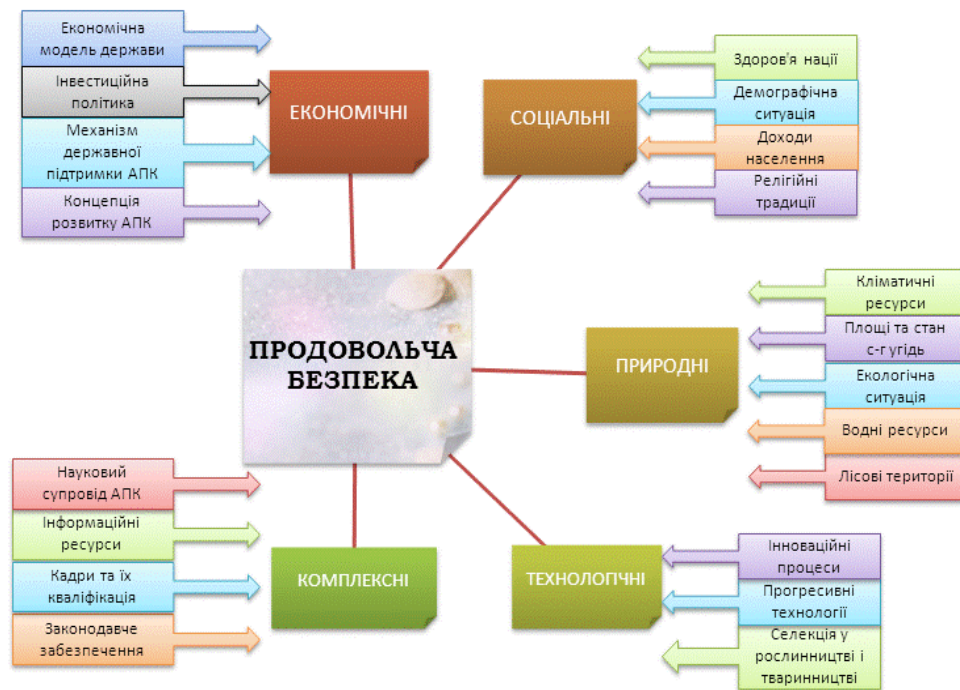 Економічна
модель держави
Інвестиційна
політика
Механізм
державної
підтримки АПК
Концепція
розвитку АПК
ЕКОНОМІЧНІ
СОЦІАЛЬНІ
Здоров'я нації
Демографічна
ситуація
Доходи
населення
Релігійні
традиції
ПРОДОВОЛЬЧА
БЕЗПЕКА
ПРИРОДНІ
Кліматичні
ресурси
Площі та стан
с-г угідь
Екологічна
ситуація
Водні ресурси
Лісові території
Науковий
супровід АПК
Інформаційні
ресурси
Кадри та їх
кваліфікація
Законодавче
забезпечення
КОМПЛЕКСНІ
ТЕХНОЛОГІЧНІ
Інноваційні
процеси
Прогресивні
технології
Селекція у
рослинництві і
тваринництві